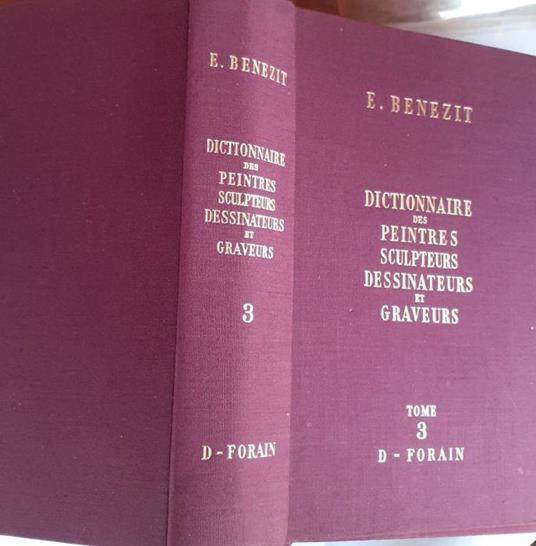 E. BENEZIT
DICTIONNAIRE
DES
PEINTRES
SCULPTEURS
DESSINATEURS
ET
GRAVEURS
3
D - FORAIN
E. BENEZIT
DICTIONNAIRE
DES
PEINTRES
SCULPTEURS
DESSINATEURS
ET
GRAVEURS
TOME
3
D - FORAIN